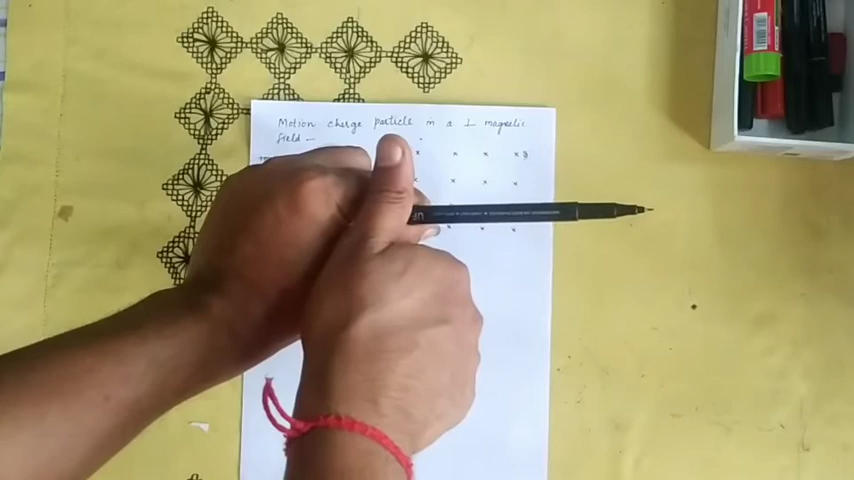 Motion charge particle in a ⊥ magnetic
field -
x x x x B
x x x x
x x x